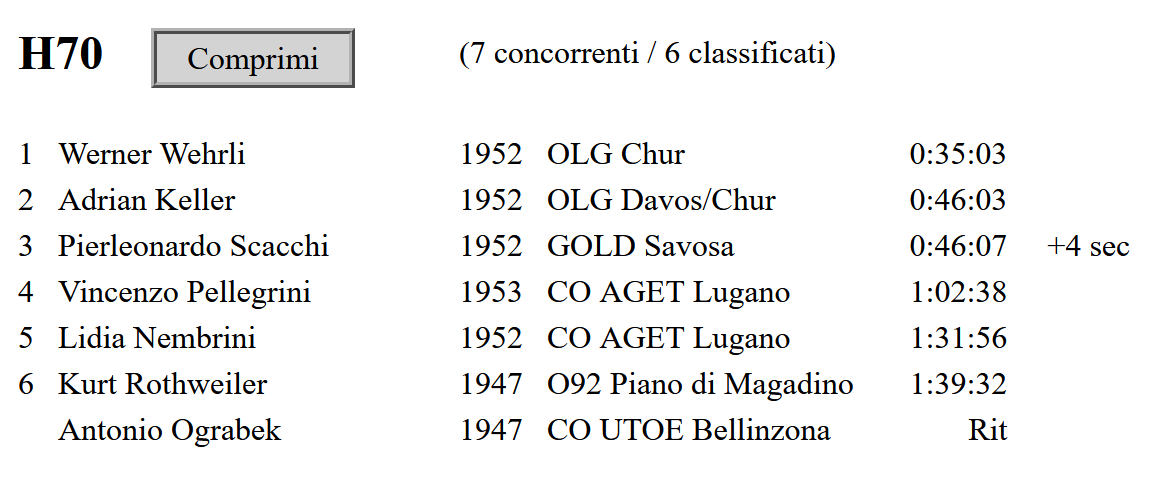 H70 Comprimi (7 concorrenti / 6 classificati)
1 Werner Wehrli 1952 OLG Chur 0:35:03
2 Adrian Keller 1952 OLG Davos/Chur 0:46:03
3 Pierleonardo Scacchi 1952 GOLD Savosa 0:46:07 +4 sec
4 Vincenzo Pellegrini 1953 CO AGET Lugano 1:02:38
5 Lidia Nembrini 1952 CO AGET Lugano 1:31:56
6 Kurt Rothweiler 1947 O92 Piano di Magadino 1:39:32
Antonio Ograbek 1947 CO UTOE Bellinzona Rit